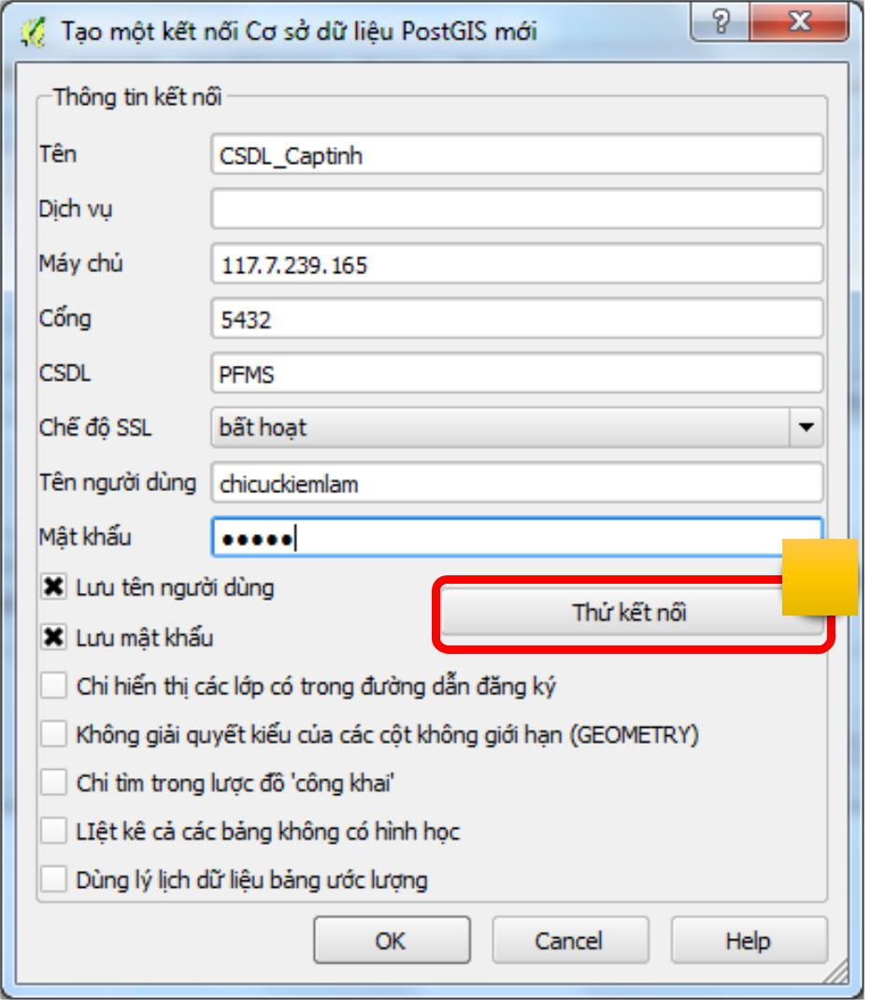 Tạo một kết nối Cơ sở dữ liệu PostGIS mới
?
Thông tin kết nối
Tên CSDL_Captinh
Dịch vụ
Máy chủ 117.7.239.165
Cổng 5432
CSDL PFMS
Chế độ SSL bất hoạt
Tên người dùng chicuckiemlam
Mật khẩu •••••
Lưu tên người dùng
Thử kết nối
Lưu mật khẩu
Chỉ hiển thị các lớp có trong đường dẫn đăng ký
Không giải quyết kiểu của các cột không giới hạn (GEOMETRY)
Chỉ tìm trong lược đồ 'công khai'
LIệt kê cả các bảng không có hình học
Dùng lý lịch dữ liệu bảng ước lượng
OK Cancel Help